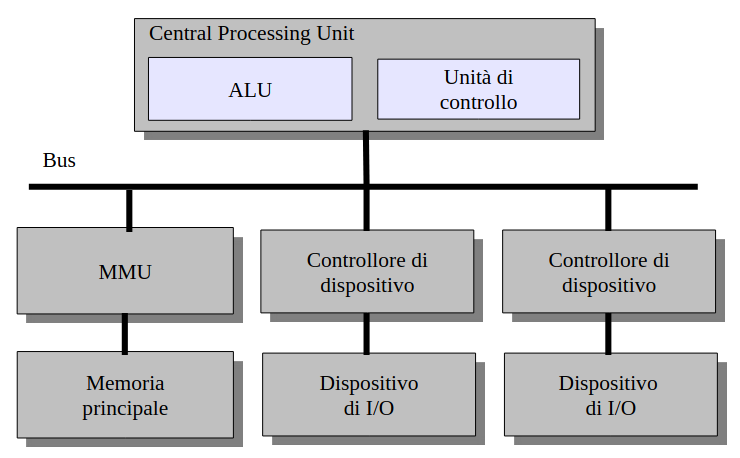 Central Processing Unit
ALU
Unità di
controllo
Bus
MMU
Controllore di
dispositivo
Controllore di
dispositivo
Memoria
principale
Dispositivo
di I/O
Dispositivo
di I/O